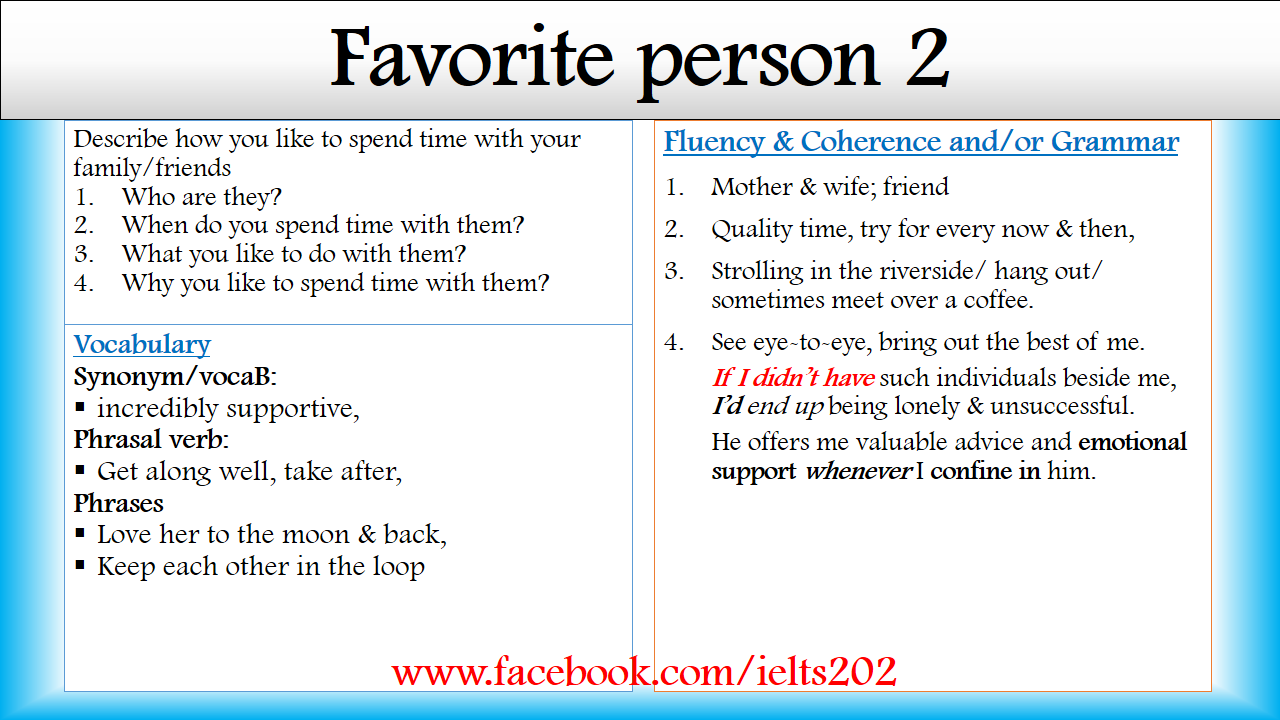 Favorite person 2
Describe how you like to spend time with your
family/friends
1. Who are they?
2. When do you spend time with them?
3. What you like to do with them?
4. Why you like to spend time with them?
Vocabulary
Synonym/vocaB:
▪ incredibly supportive,
Phrasal verb:
▪ Get along well, take after,
Phrases
▪ Love her to the moon & back,
▪ Keep each other in the loop
Fluency & Coherence and/or Grammar
1. Mother & wife; friend
2. Quality time, try for every now & then,
3. Strolling in the riverside/ hang out/
sometimes meet over a coffee.
4. See eye-to-eye, bring out the best of me.
If I didn't have such individuals beside me,
I'd end up being lonely & unsuccessful.
He offers me valuable advice and emotional
support whenever I confine in him.
www.facebook.com/ielts202